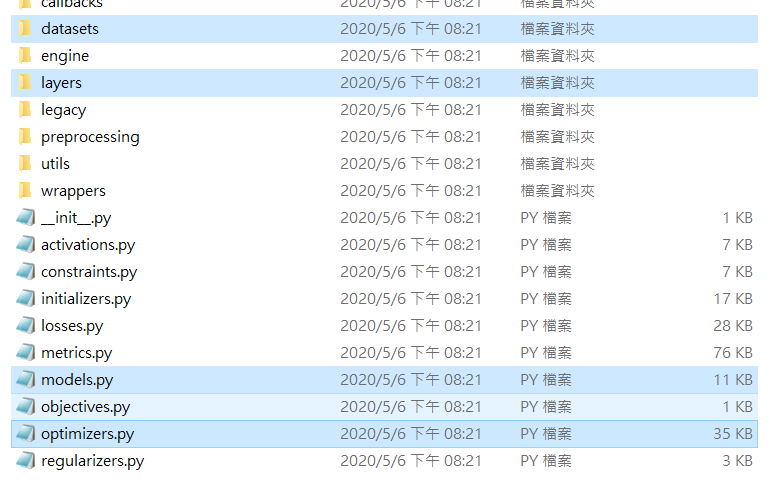 callbacks 2020/5/6 下午 08:21 檔案資料夾
datasets 2020/5/6 下午 08:21 檔案資料夾
engine 2020/5/6 下午 08:21 檔案資料夾
layers 2020/5/6 下午 08:21 檔案資料夾
legacy 2020/5/6 下午 08:21 檔案資料夾
preprocessing 2020/5/6 下午 08:21 檔案資料夾
utils 2020/5/6 下午 08:21 檔案資料夾
wrappers 2020/5/6 下午 08:21 檔案資料夾
__init__.py 2020/5/6 下午 08:21 PY 檔案 1 KB
activations.py 2020/5/6 下午 08:21 PY 檔案 7 KB
constraints.py 2020/5/6 下午 08:21 PY 檔案 7 KB
initializers.py 2020/5/6 下午 08:21 PY 檔案 17 KB
losses.py 2020/5/6 下午 08:21 PY 檔案 28 KB
metrics.py 2020/5/6 下午 08:21 PY 檔案 76 KB
models.py 2020/5/6 下午 08:21 PY 檔案 11 KB
objectives.py 2020/5/6 下午 08:21 PY 檔案 1 KB
optimizers.py 2020/5/6 下午 08:21 PY 檔案 35 KB
regularizers.py 2020/5/6 下午 08:21 PY 檔案 3 KB